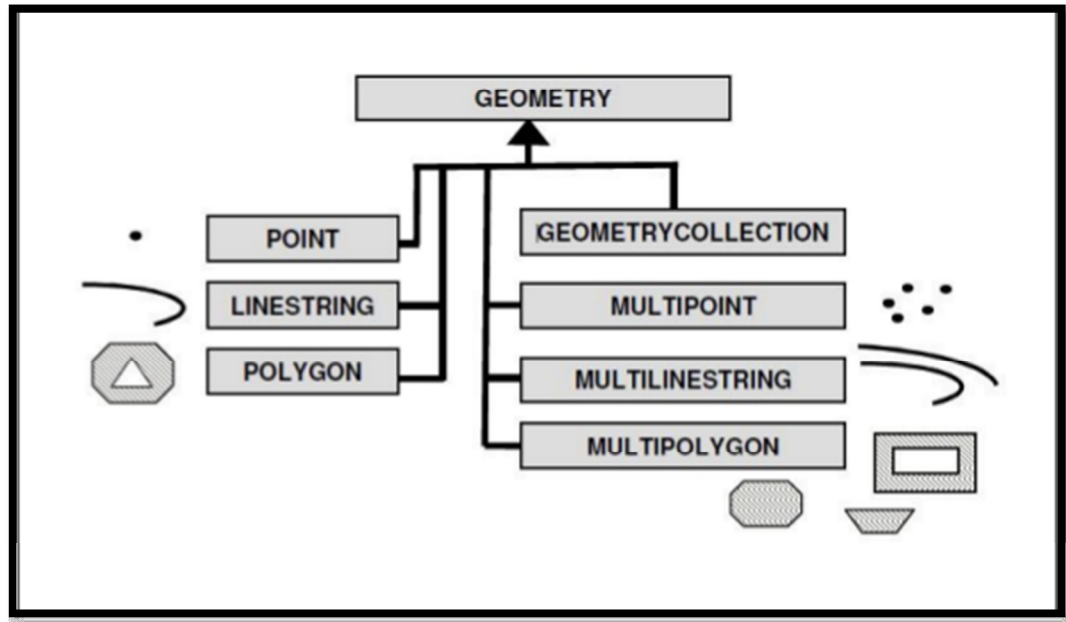 GEOMETRY
POINT
LINESTRING
POLYGON
GEOMETRYCOLLECTION
MULTIPOINT
MULTILINESTRING
MULTIPOLYGON